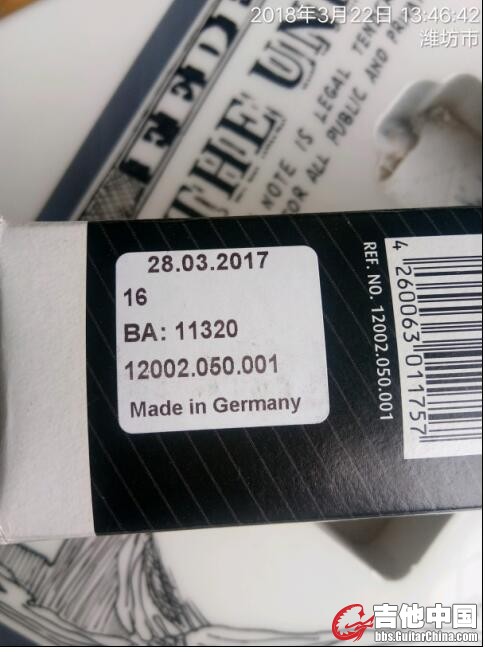 2018年3月22日 13:46:42
潍坊市
THE UN
NOTE IS LEGAL TEN
FOR ALL PUBLIC AND PRI
28.03.2017
16
BA: 11320
12002.050.001
Made in Germany
REF. NO. 12002.050.001
4 260063 011757
吉他中国
bbs.GuitarChina.com